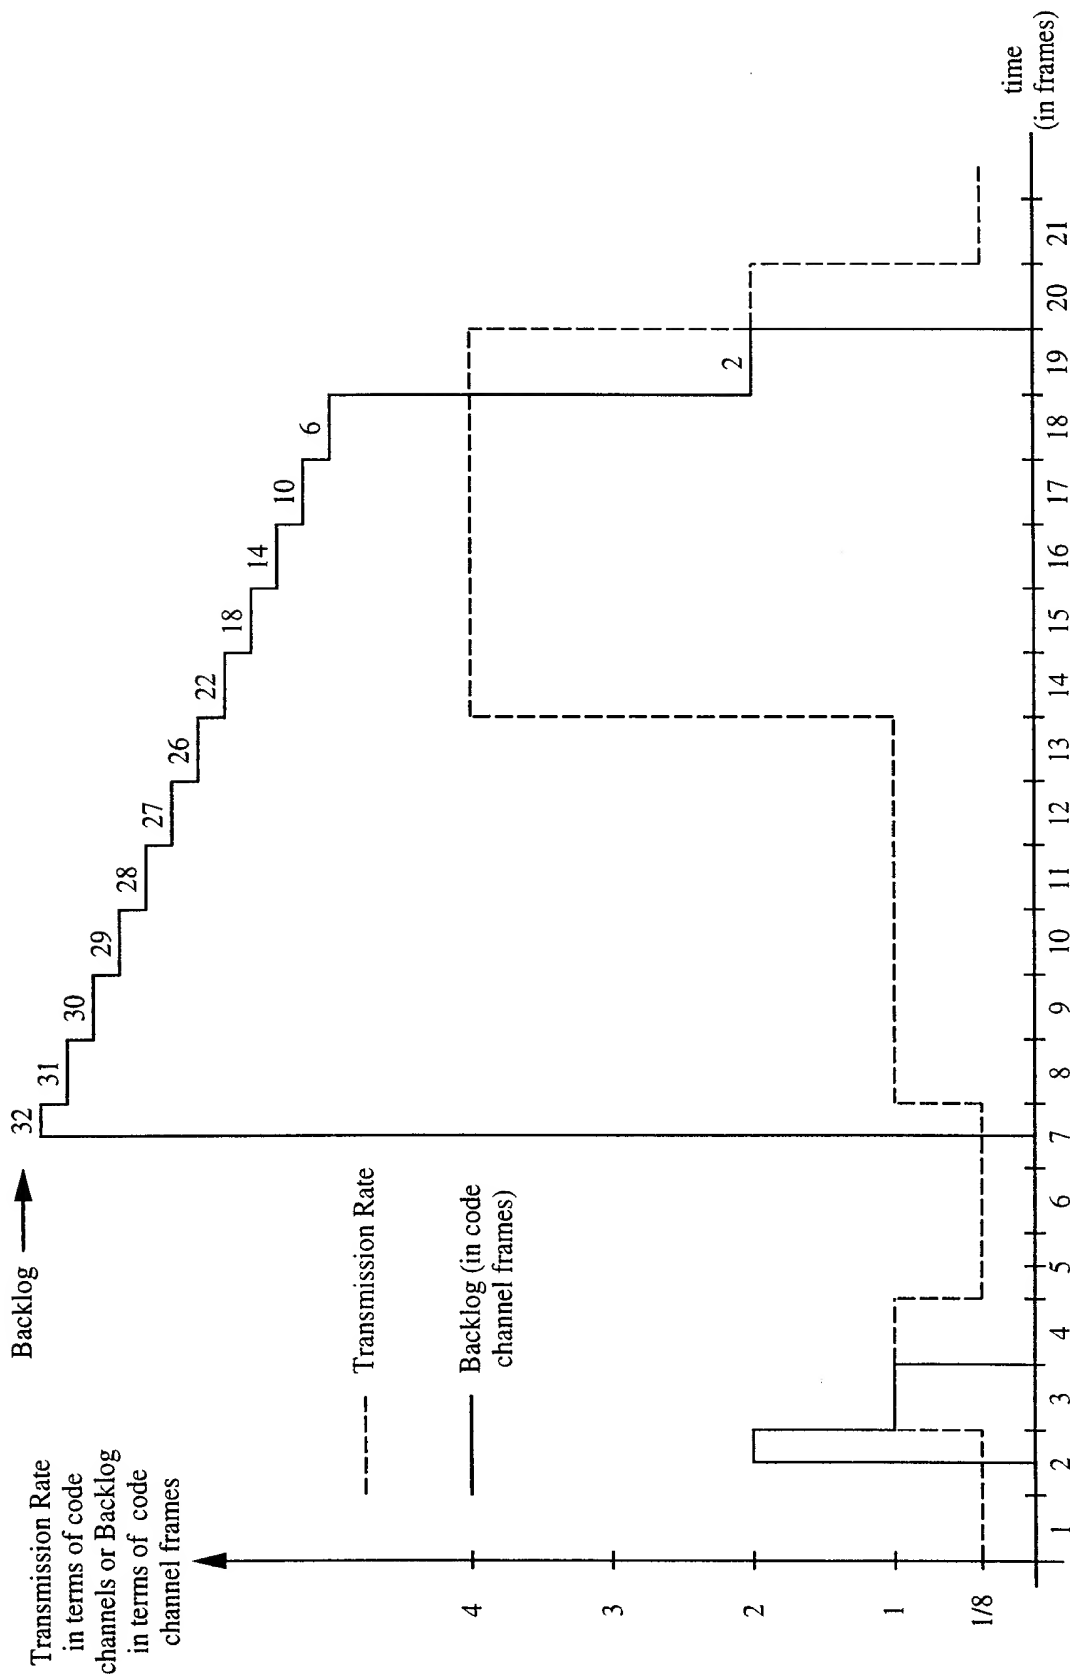 Transmission Rate
in terms of code
channels or Backlog
in terms of code
channel frames
Backlog
Transmission Rate
Backlog (in code
channel frames)
32
31
30
29
28
27
26
22
18
14
10
6
2
4
3
2
1
1/8
1 2 3 4 5 6 7 8 9 10 11 12 13 14 15 16 17 18 19 20 21
time
(in frames)